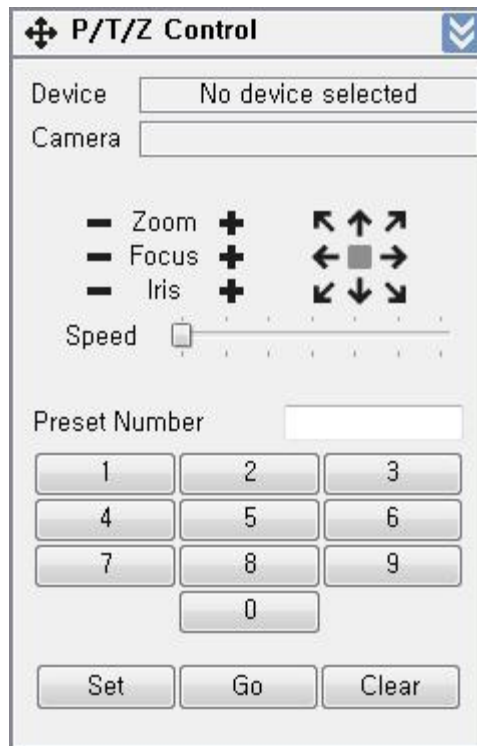 P/T/Z Control
Device No device selected
Camera
Zoom
Focus
Iris
Speed
Preset Number
1 2 3
4 5 6
7 8 9
0
Set Go Clear